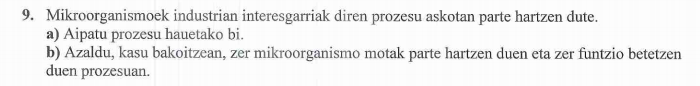 9. Mikroorganismoek industrian interesgarriak diren prozesu askotan parte hartzen dute.
a) Aipatu prozesu hauetako bi.
b) Azaldu, kasu bakoitzean, zer mikroorganismo motak parte hartzen duen eta zer funtzio betetzen
duen prozesuan.